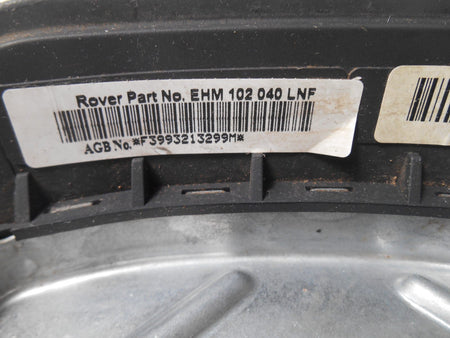 Rover Part No. EHM 102 040 LNF
AGB No.*F3993213299M*